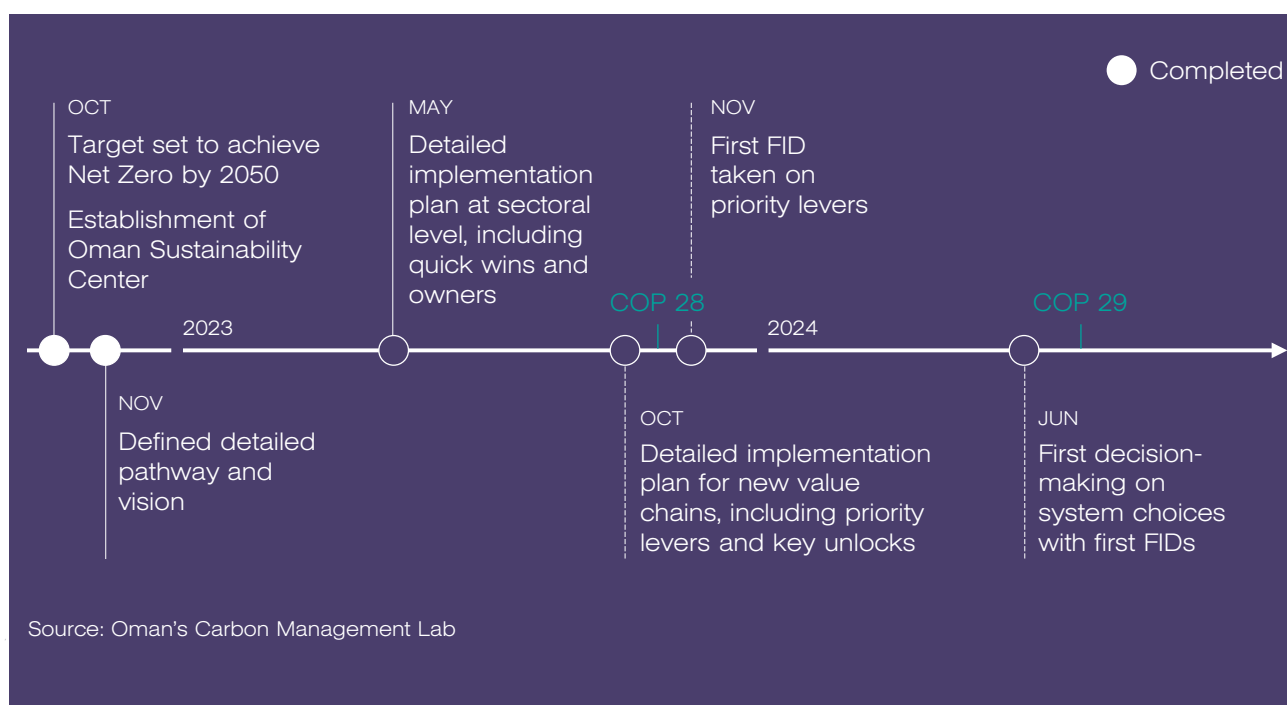 Completed
OCT
Target set to achieve
Net Zero by 2050
Establishment of
Oman Sustainability
Center
MAY
Detailed
implementation
plan at sectoral
level, including
quick wins and
owners
NOV
First FID
taken on
priority levers
COP 28
COP 29
2023
2024
NOV
Defined detailed
pathway and
vision
OCT
Detailed implementation
plan for new value
chains, including priority
levers and key unlocks
JUN
First decision-
making on
system choices
with first FIDs
Source: Oman’s Carbon Management Lab